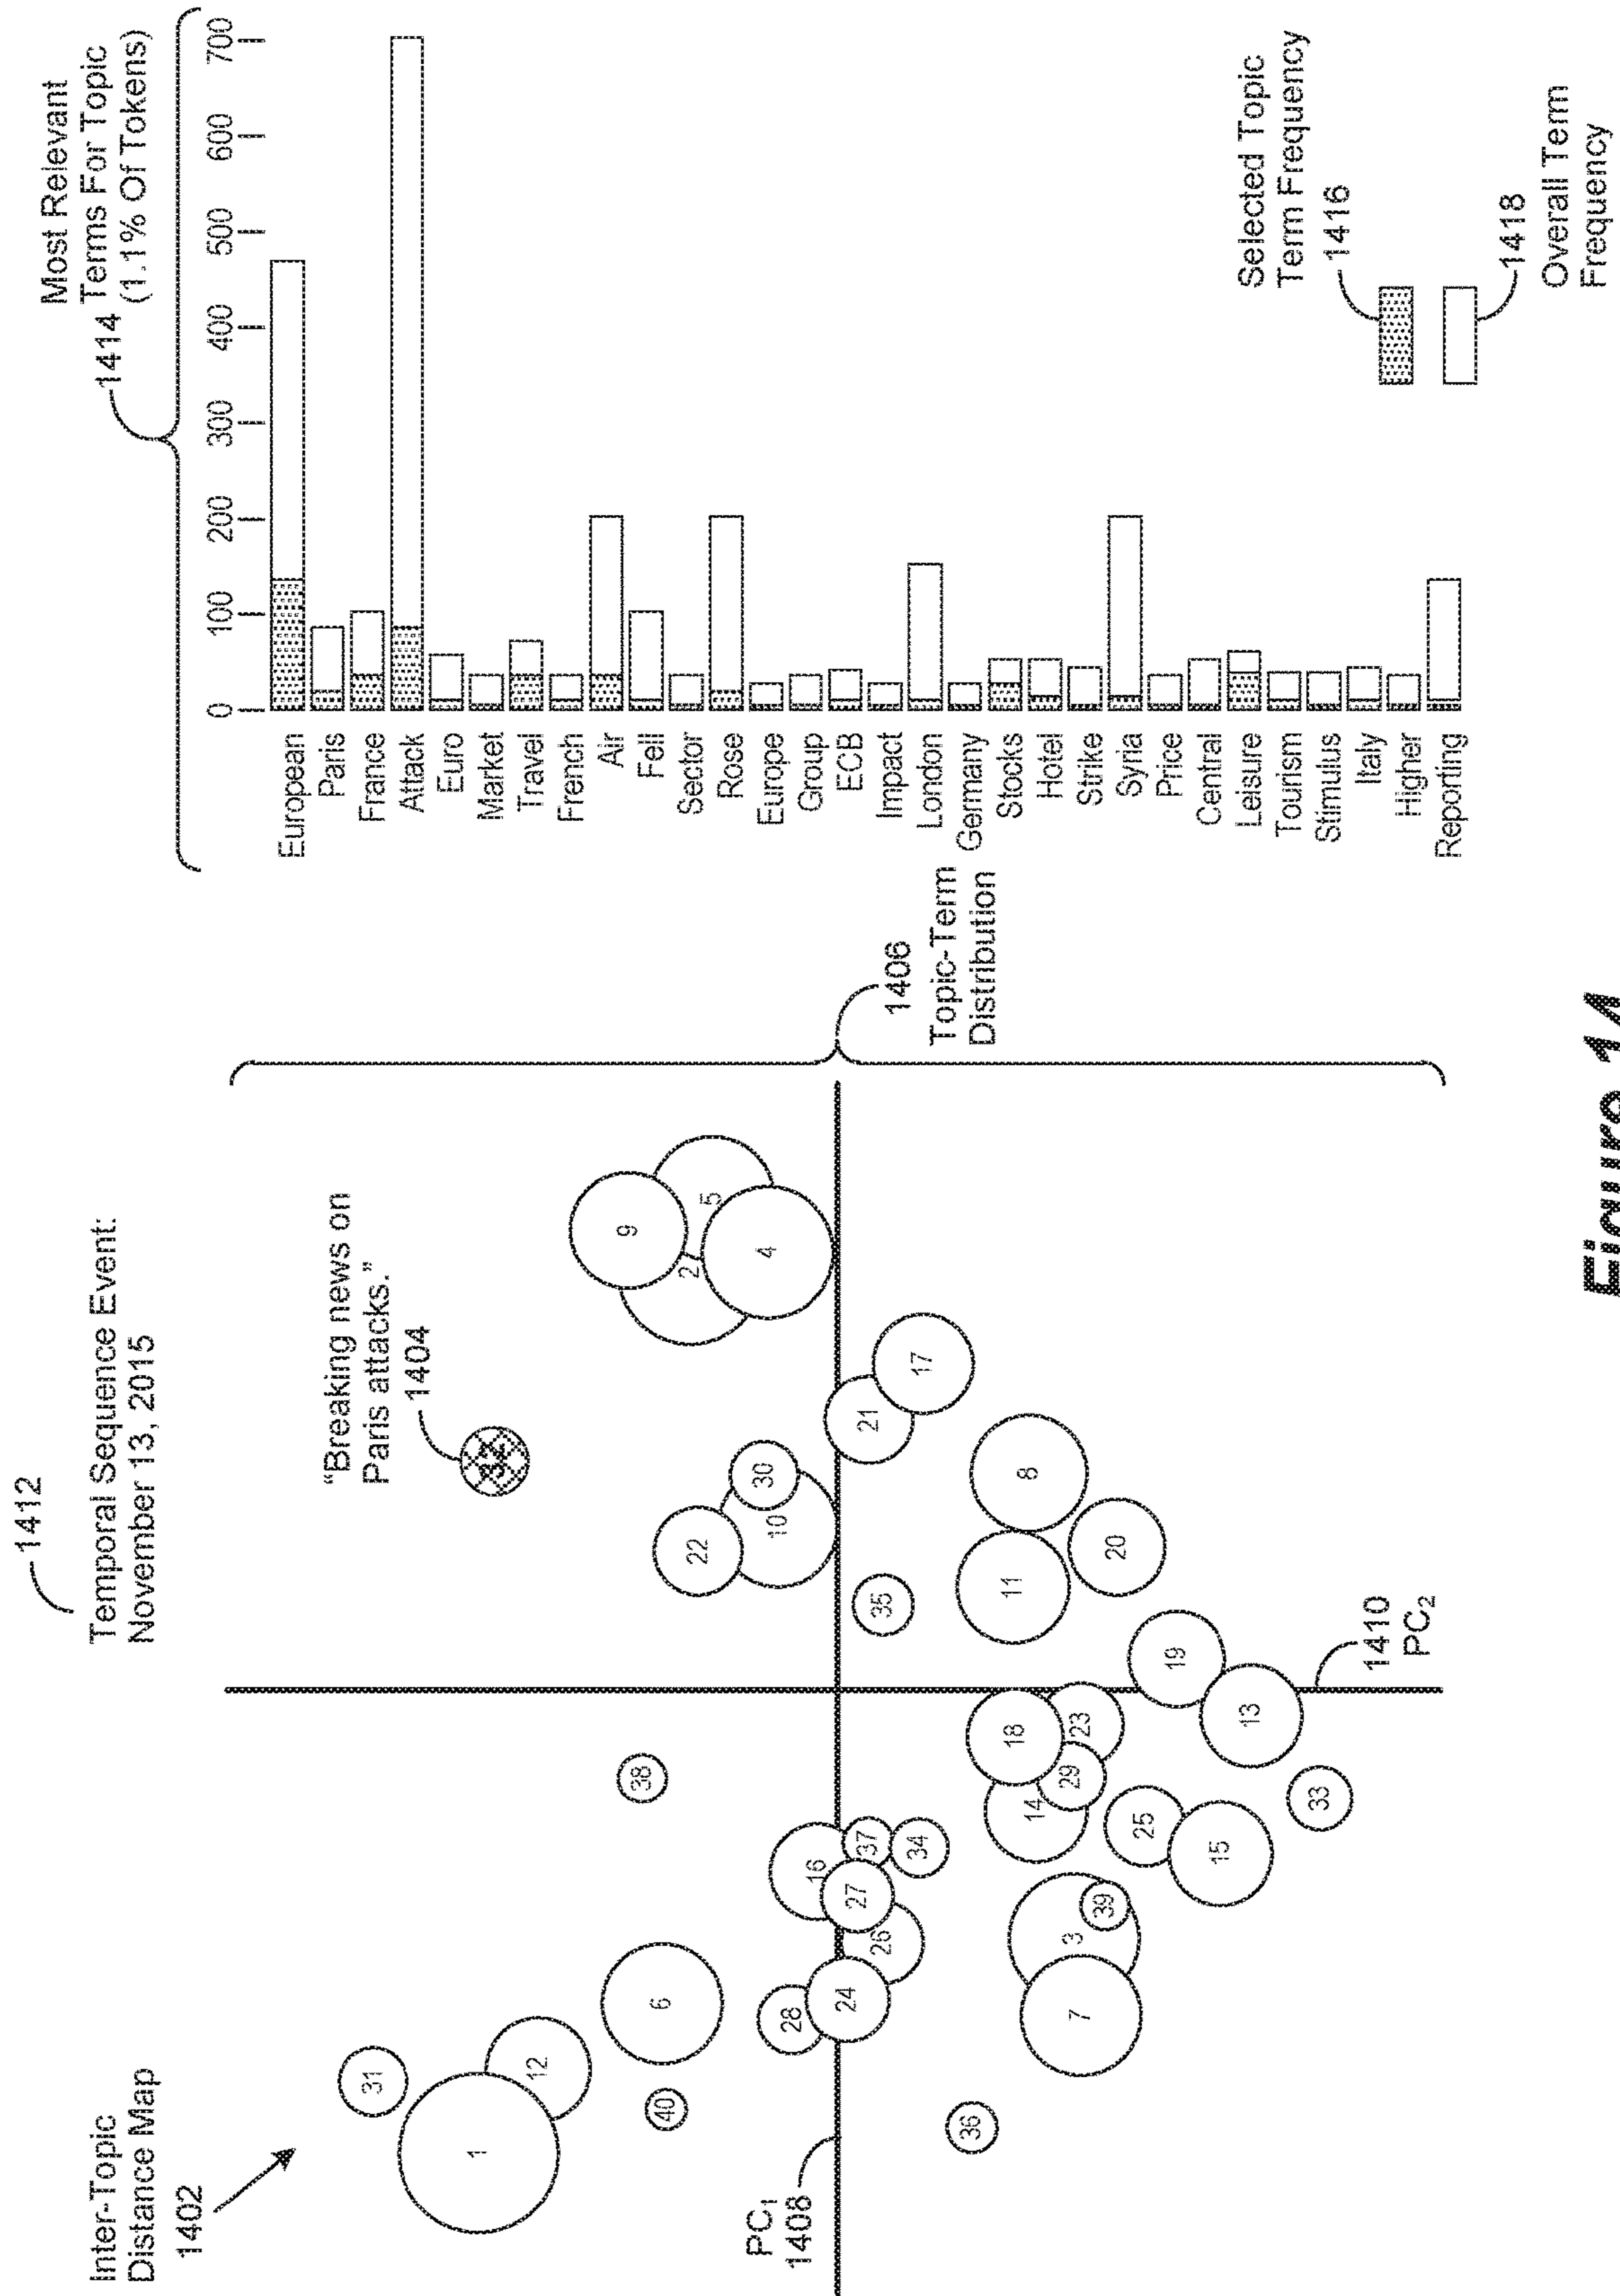 1412
Temporal Sequence Event:
November 13, 2015
Inter-Topic
Distance Map
1402
"Breaking news on
Paris attacks."
1404
32
31
1
12
40
6
38
28
24
16
27
26
37
34
36
7
3
39
14
18
29
23
25
15
33
13
19
35
22
10
30
11
8
20
21
17
9
5
2
4
PC1
1408
1410
PC2
1406
Topic-Term
Distribution
Most Relevant
1414 Terms For Topic
(1.1% Of Tokens)
0 100 200 300 400 500 600 700
European
Paris
France
Attack
Euro
Market
Travel
French
Air
Fell
Sector
Rose
Europe
Group
ECB
Impact
London
Germany
Stocks
Hotel
Strike
Syria
Price
Central
Leisure
Tourism
Stimulus
Italy
Higher
Reporting
Selected Topic
Term Frequency
1416
1418
Overall Term
Frequency
Figure 14